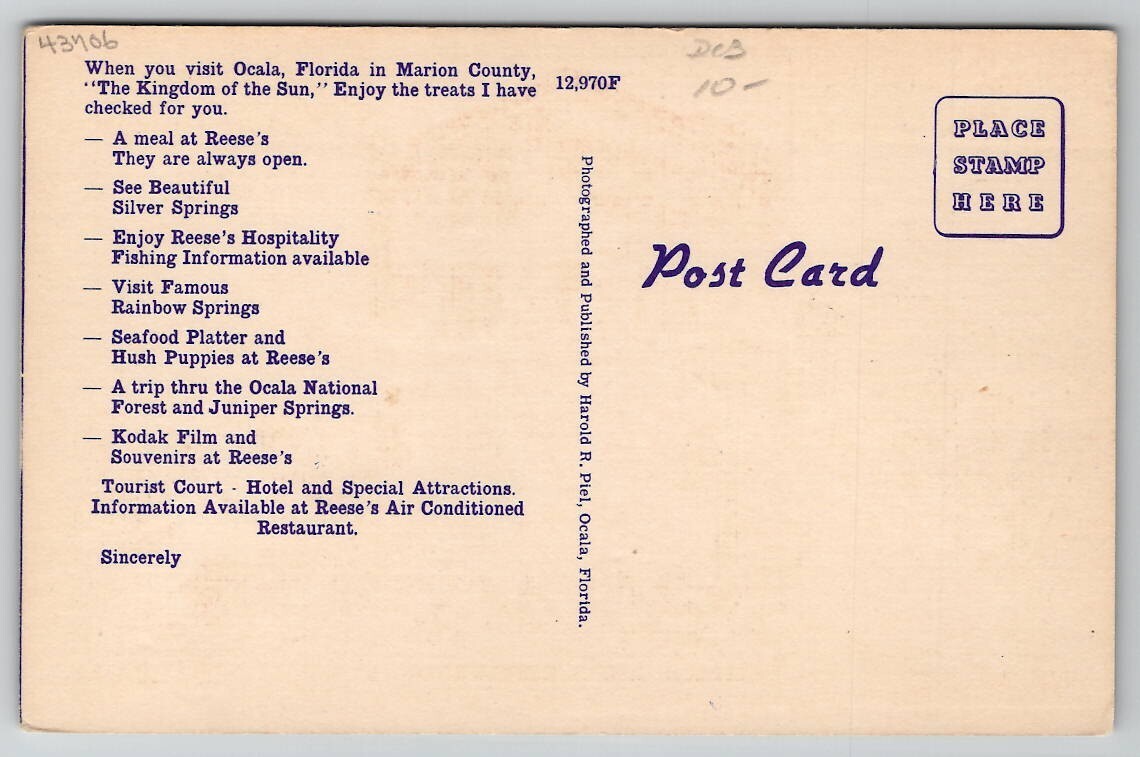 43706
When you visit Ocala, Florida in Marion County,
"The Kingdom of the Sun," Enjoy the treats I have
checked for you.
— A meal at Reese's
They are always open.
— See Beautiful
Silver Springs
— Enjoy Reese's Hospitality
Fishing Information available
— Visit Famous
Rainbow Springs
— Seafood Platter and
Hush Puppies at Reese's
— A trip thru the Ocala National
Forest and Juniper Springs.
— Kodak Film and
Souvenirs at Reese's
Tourist Court - Hotel and Special Attractions.
Information Available at Reese's Air Conditioned
Restaurant.
Sincerely
12,970F
Photographed and Published by Harold R. Piel, Ocala, Florida.
10-
Post Card
PLACE
STAMP
HERE